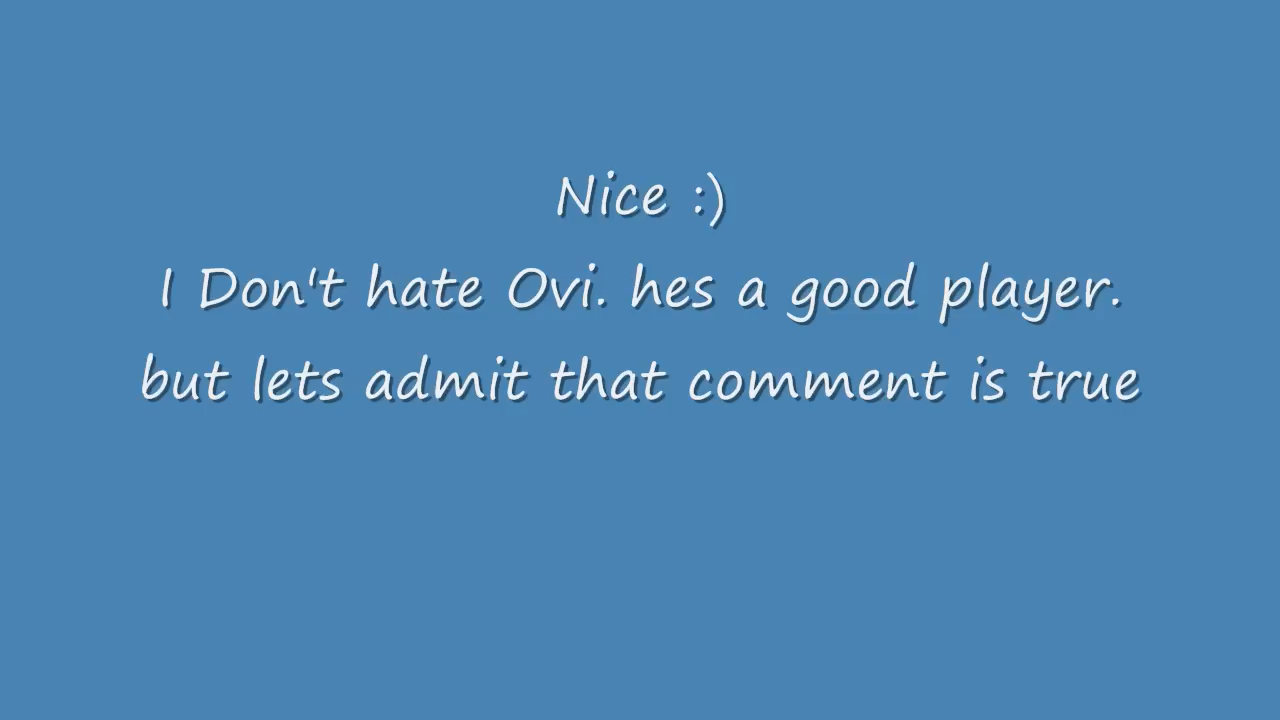 Nice :)
I Don't hate Ovi. hes a good player.
but lets admit that comment is true